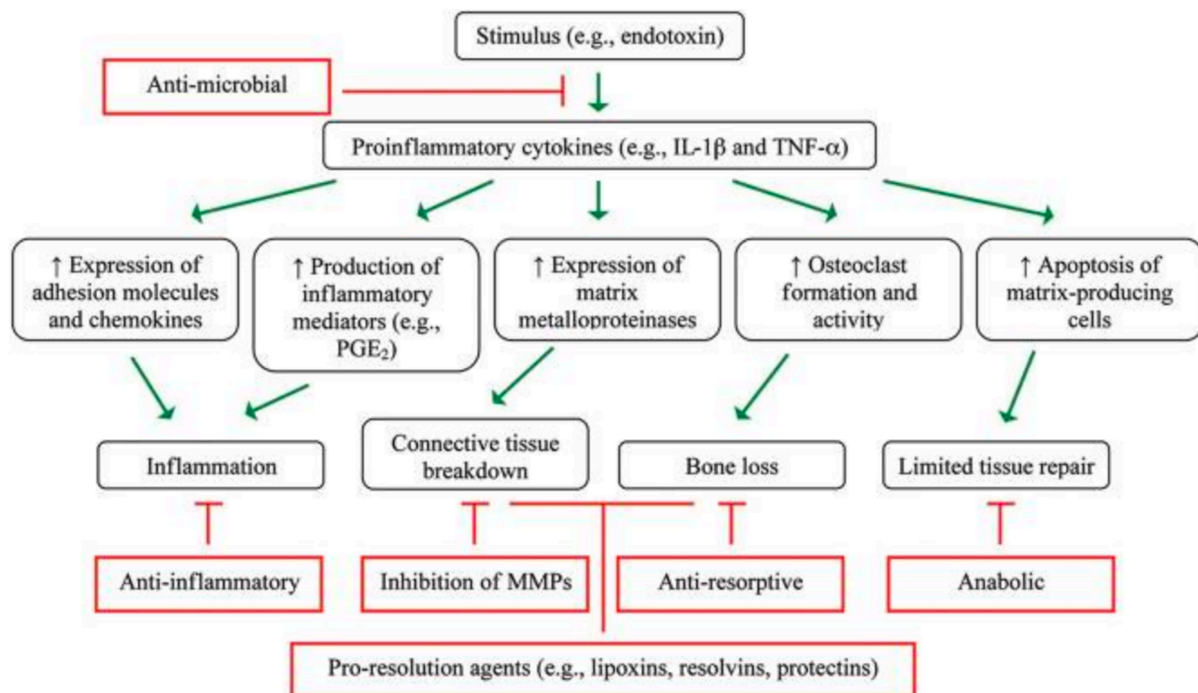 Stimulus (e.g., endotoxin)
Anti-microbial
Proinflammatory cytokines (e.g., IL-1β and TNF-α)
↑ Expression of
adhesion molecules
and chemokines
↑ Production of
inflammatory
mediators (e.g.,
PGE₂)
↑ Expression of
matrix
metalloproteinases
↑ Osteoclast
formation and
activity
↑ Apoptosis of
matrix-producing
cells
Inflammation
Connective tissue
breakdown
Bone loss
Limited tissue repair
Anti-inflammatory
Inhibition of MMPs
Anti-resorptive
Anabolic
Pro-resolution agents (e.g., lipoxins, resolvins, protectins)